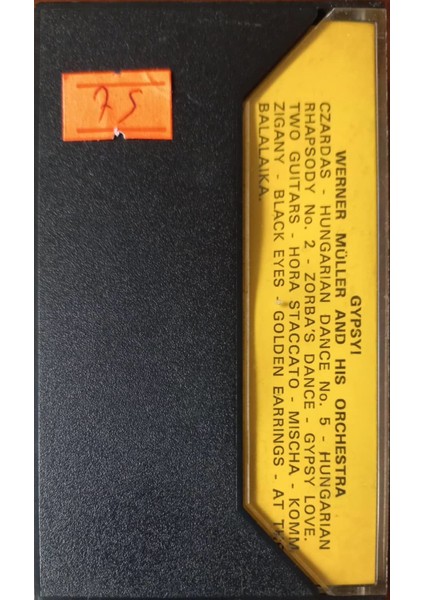 75
GYPSY!
WERNER MÜLLER AND HIS ORCHESTRA
CZARDAS - HUNGARIAN DANCE No. 5 - HUNGARIAN
RHAPSODY No. 2 - ZORBA'S DANCE - GYPSY LOVE.
TWO GUITARS - HORA STACCATO - MISCHA - KOMM
ZIGANY - BLACK EYES - GOLDEN EARRINGS - AT THE
BALALAIKA.